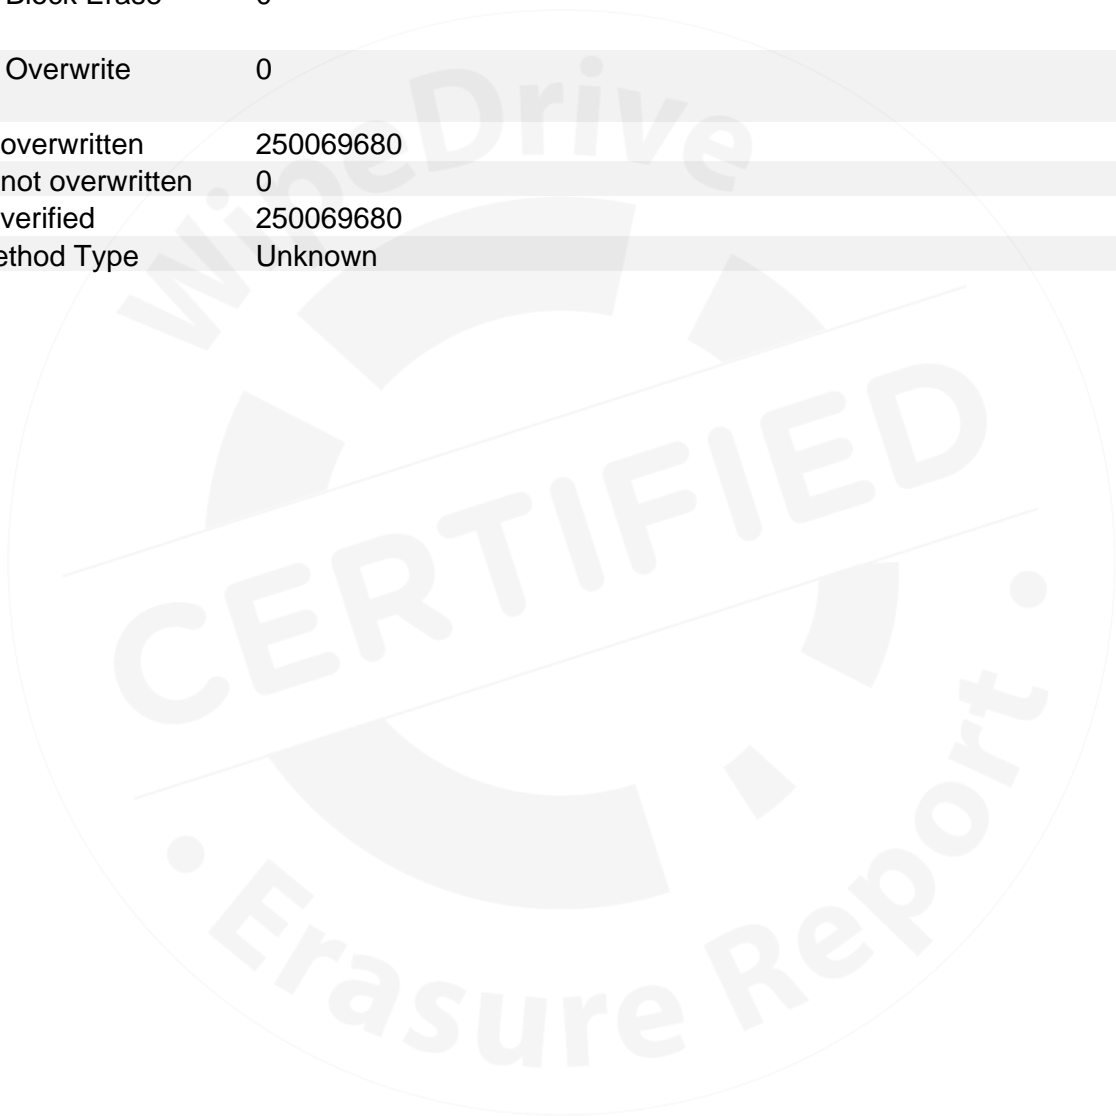 Block Erase 0
Overwrite 0
overwritten 250069680
not overwritten 0
verified 250069680
ethod Type Unknown
WipeDrive
CERTIFIED
Erasure Report